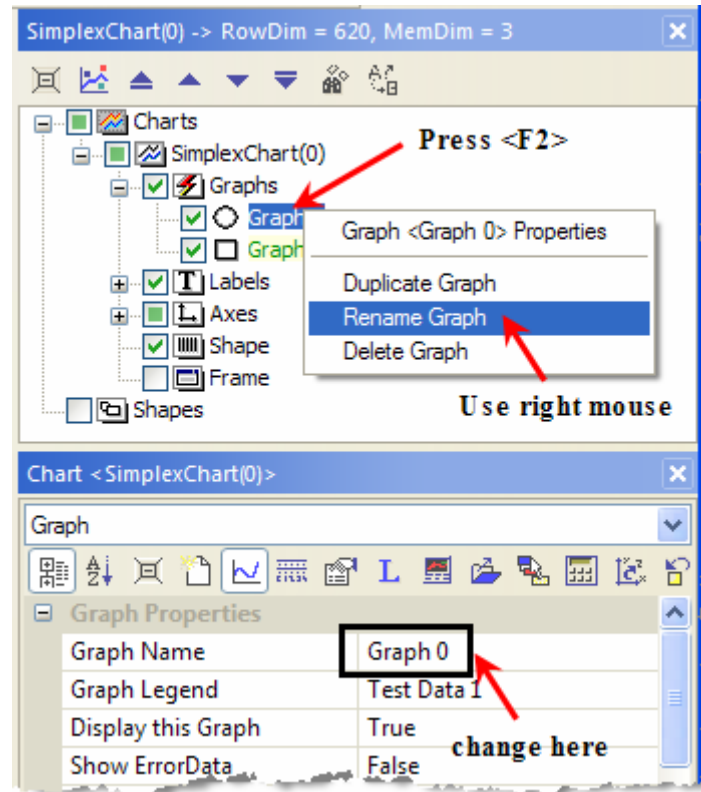 SimplexChart(0) -> RowDim = 620, MemDim = 3
Charts
Press <F2>
SimplexChart(0)
Graphs
Graph
Graph
Graph <Graph 0> Properties
Labels
Duplicate Graph
Axes
Rename Graph
Shape
Delete Graph
Frame
Shapes
Use right mouse
Chart <SimplexChart(0)>
Graph
L
Graph Properties
Graph Name
Graph 0
Graph Legend
Test Data 1
Display this Graph
True
change here
Show ErrorData
False